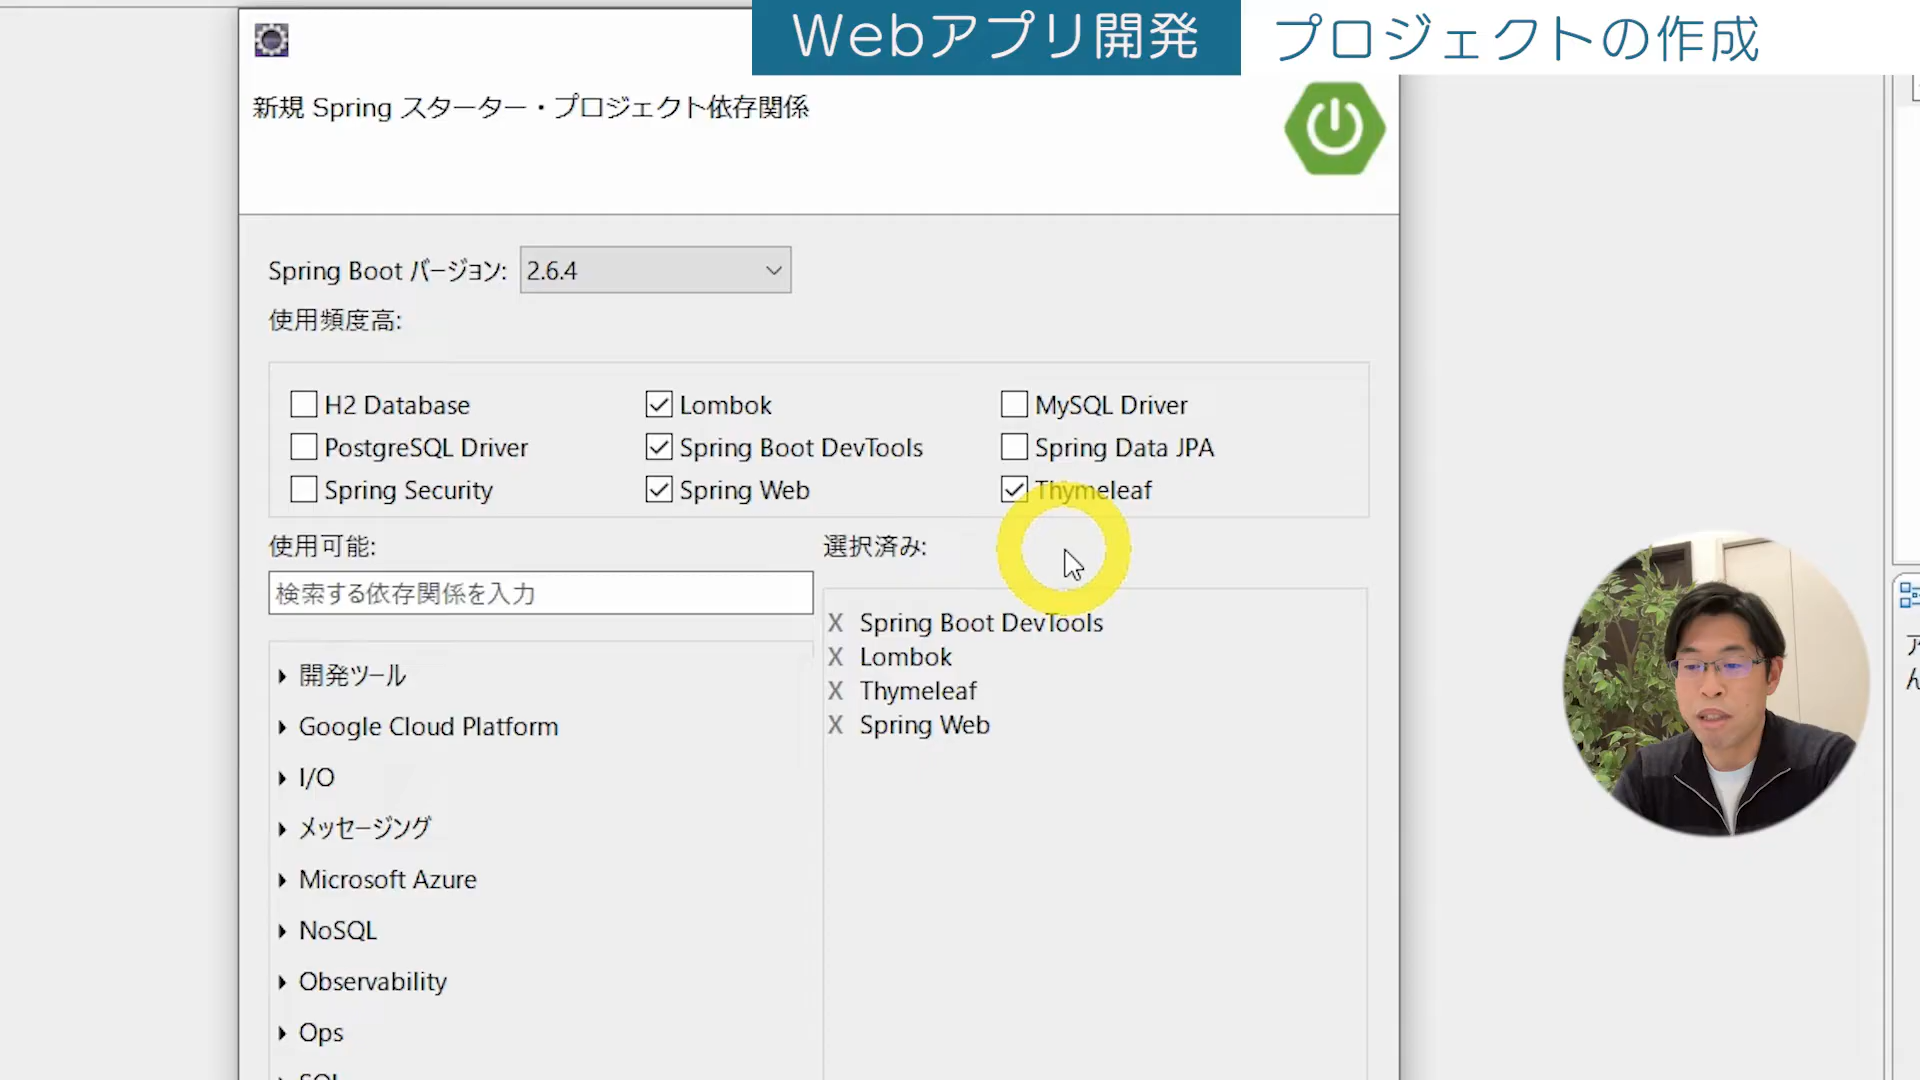 Webアプリ開発 プロジェクトの作成
新規 Spring スターター・プロジェクト依存関係
Spring Boot バージョン: 2.6.4
使用頻度高:
H2 Database Lombok MySQL Driver
PostgreSQL Driver Spring Boot DevTools Spring Data JPA
Spring Security Spring Web Thymeleaf
使用可能: 選択済み:
検索する依存関係を入力
X Spring Boot DevTools
X Lombok
X Thymeleaf
X Spring Web
開発ツール
Google Cloud Platform
I/O
メッセージング
Microsoft Azure
NoSQL
Observability
Ops